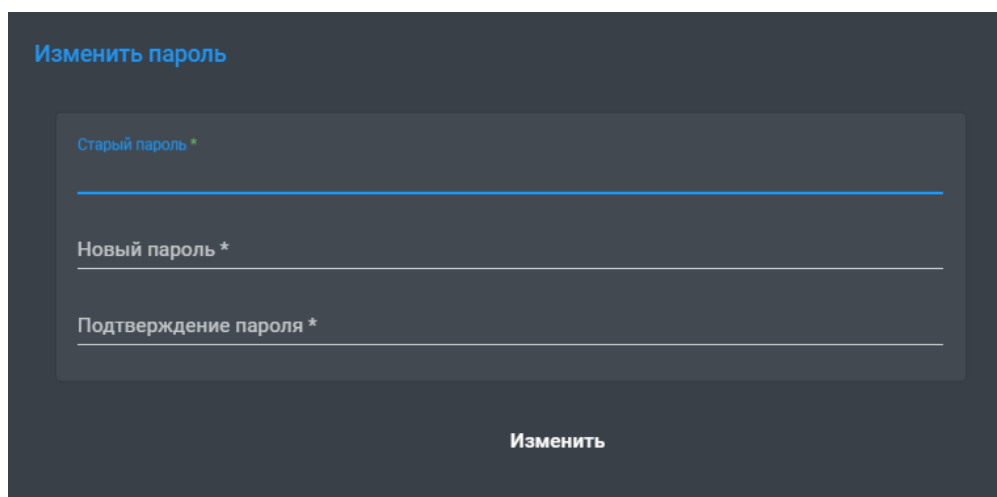 Изменить пароль
Старый пароль *
Новый пароль *
Подтверждение пароля *
Изменить